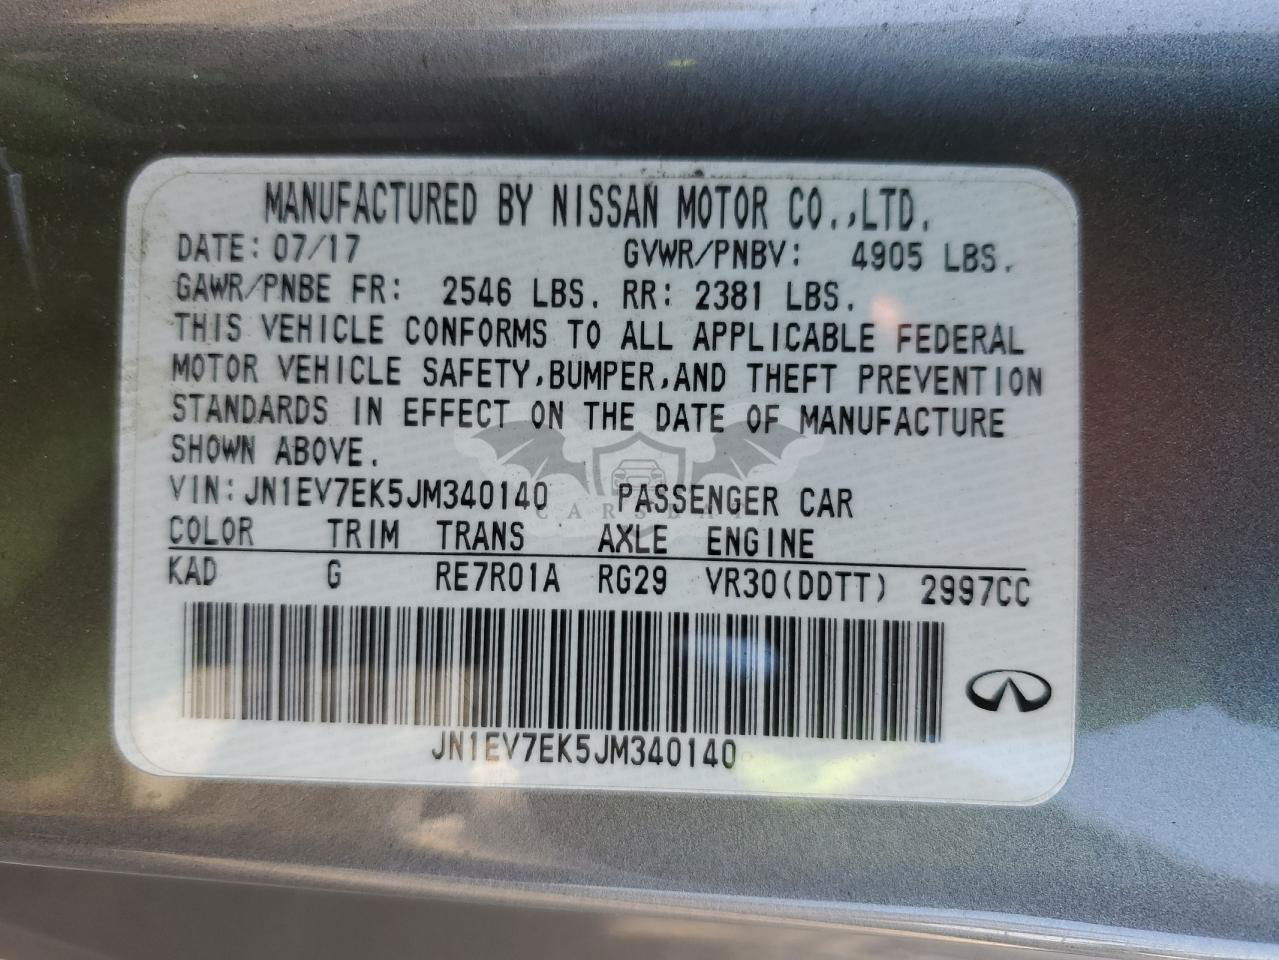 MANUFACTURED BY NISSAN MOTOR CO.,LTD.
DATE: 07/17 GVWR/PNBV: 4905 LBS.
GAWR/PNBE FR: 2546 LBS. RR: 2381 LBS.
THIS VEHICLE CONFORMS TO ALL APPLICABLE FEDERAL
MOTOR VEHICLE SAFETY,BUMPER,AND THEFT PREVENTION
STANDARDS IN EFFECT ON THE DATE OF MANUFACTURE
SHOWN ABOVE.
VIN: JN1EV7EK5JM340140 PASSENGER CAR
COLOR TRIM TRANS AXLE ENGINE
KAD G RE7R01A RG29 VR30(DDTT) 2997CC
JN1EV7EK5JM340140